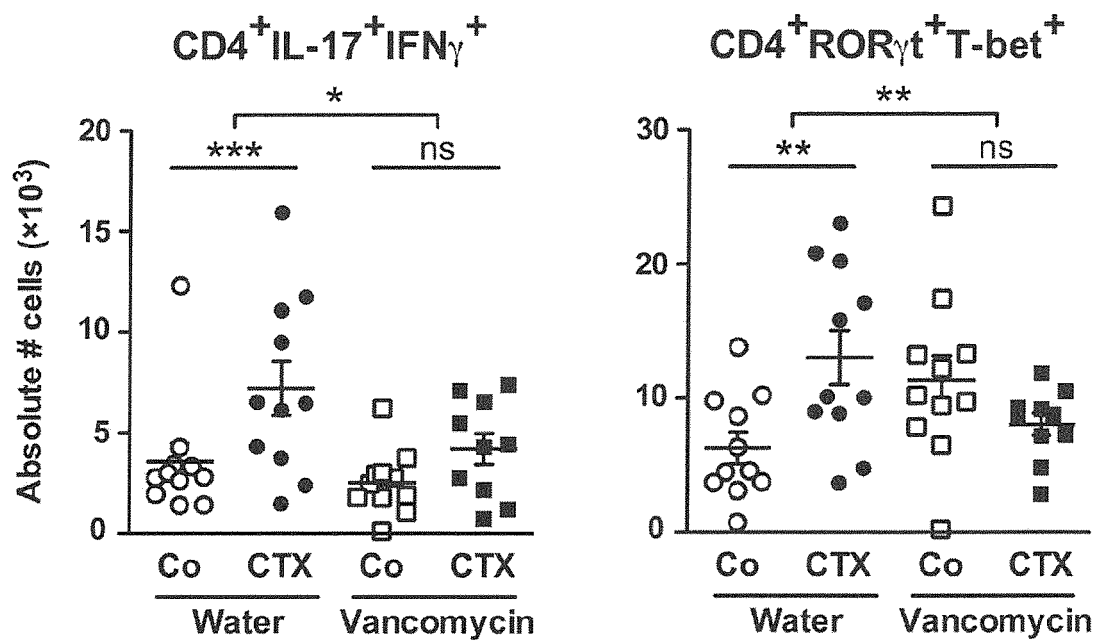 CD4+IL-17+IFNγ+
CD4+RORγt+T-bet+
*
**
***
ns
**
ns
Absolute # cells (×10³)
20
15
10
5
0
30
20
10
0
Co CTX Co CTX
Water Vancomycin
Co CTX Co CTX
Water Vancomycin